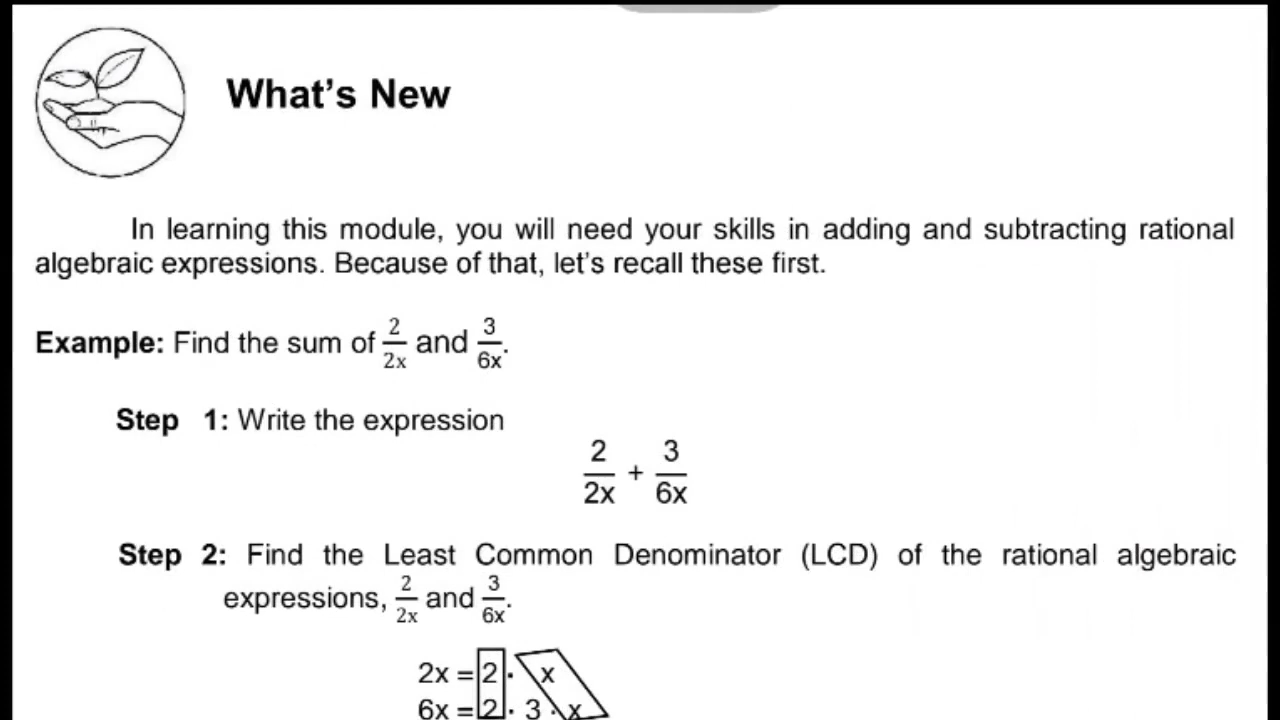 What's New
In learning this module, you will need your skills in adding and subtracting rational
algebraic expressions. Because of that, let's recall these first.
Example: Find the sum of 2/2x and 3/6x.
Step 1: Write the expression
2/2x + 3/6x
Step 2: Find the Least Common Denominator (LCD) of the rational algebraic
expressions, 2/2x and 3/6x.
2x = 2 · x
6x = 2 · 3 · x